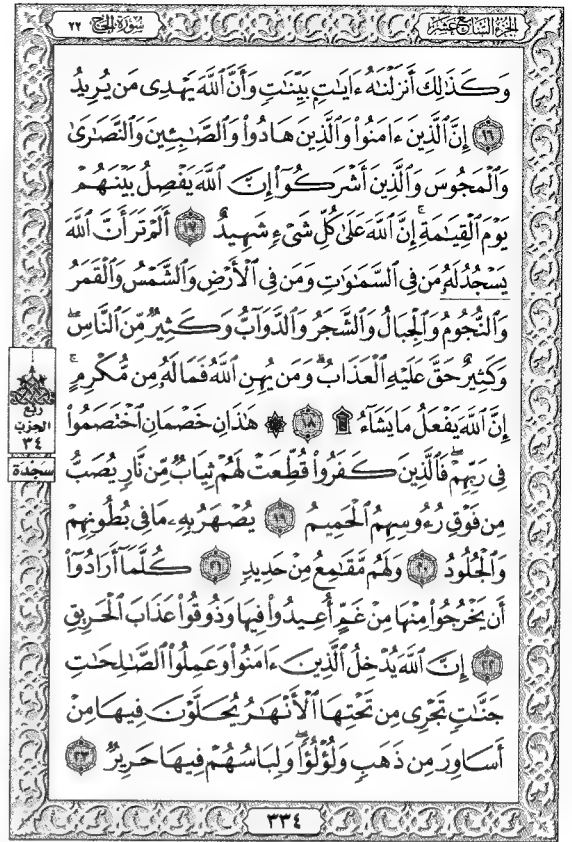 الجزء السابع عشر
سورة الحج ٢٢
وَكَذَٰلِكَ أَنزَلْنَٰهُ ءَايَٰتٍۭ بَيِّنَٰتٍ وَأَنَّ ٱللَّهَ يَهْدِى مَن يُرِيدُ
١٦ إِنَّ ٱلَّذِينَ ءَامَنُوا۟ وَٱلَّذِينَ هَادُوا۟ وَٱلصَّٰبِـِٔينَ وَٱلنَّصَٰرَىٰ
وَٱلْمَجُوسَ وَٱلَّذِينَ أَشْرَكُوٓا۟ إِنَّ ٱللَّهَ يَفْصِلُ بَيْنَهُمْ
يَوْمَ ٱلْقِيَٰمَةِ ۚ إِنَّ ٱللَّهَ عَلَىٰ كُلِّ شَىْءٍ شَهِيدٌ ١٧ أَلَمْ تَرَ أَنَّ ٱللَّهَ
يَسْجُدُ لَهُۥ مَن فِى ٱلسَّمَٰوَٰتِ وَمَن فِى ٱلْأَرْضِ وَٱلشَّمْسُ وَٱلْقَمَرُ
وَٱلنُّجُومُ وَٱلْجِبَالُ وَٱلشَّجَرُ وَٱلدَّوَآبُّ وَكَثِيرٌ مِّنَ ٱلنَّاسِ ۖ
وَكَثِيرٌ حَقَّ عَلَيْهِ ٱلْعَذَابُ ۗ وَمَن يُهِنِ ٱللَّهُ فَمَا لَهُۥ مِن مُّكْرِمٍ ۚ
إِنَّ ٱللَّهَ يَفْعَلُ مَا يَشَآءُ ۩ ١٨ ۞ هَٰذَانِ خَصْمَانِ ٱخْتَصَمُوا۟
فِى رَبِّهِمْ ۖ فَٱلَّذِينَ كَفَرُوا۟ قُطِّعَتْ لَهُمْ ثِيَابٌ مِّن نَّارٍ يُصَبُّ
مِن فَوْقِ رُءُوسِهِمُ ٱلْحَمِيمُ ١٩ يُصْهَرُ بِهِۦ مَا فِى بُطُونِهِمْ
وَٱلْجُلُودُ ٢٠ وَلَهُم مَّقَٰمِعُ مِنْ حَدِيدٍ ٢١ كُلَّمَآ أَرَادُوٓا۟
أَن يَخْرُجُوا۟ مِنْهَا مِنْ غَمٍّ أُعِيدُوا۟ فِيهَا وَذُوقُوا۟ عَذَابَ ٱلْحَرِيقِ
٢٢ إِنَّ ٱللَّهَ يُدْخِلُ ٱلَّذِينَ ءَامَنُوا۟ وَعَمِلُوا۟ ٱلصَّٰلِحَٰتِ
جَنَّٰتٍ تَجْرِى مِن تَحْتِهَا ٱلْأَنْهَٰرُ يُحَلَّوْنَ فِيهَا مِنْ
أَسَاوِرَ مِن ذَهَبٍ وَلُؤْلُؤًا ۖ وَلِبَاسُهُمْ فِيهَا حَرِيرٌ ٢٣
ربع
الحزب
٣٤
سجدة
٣٣٤